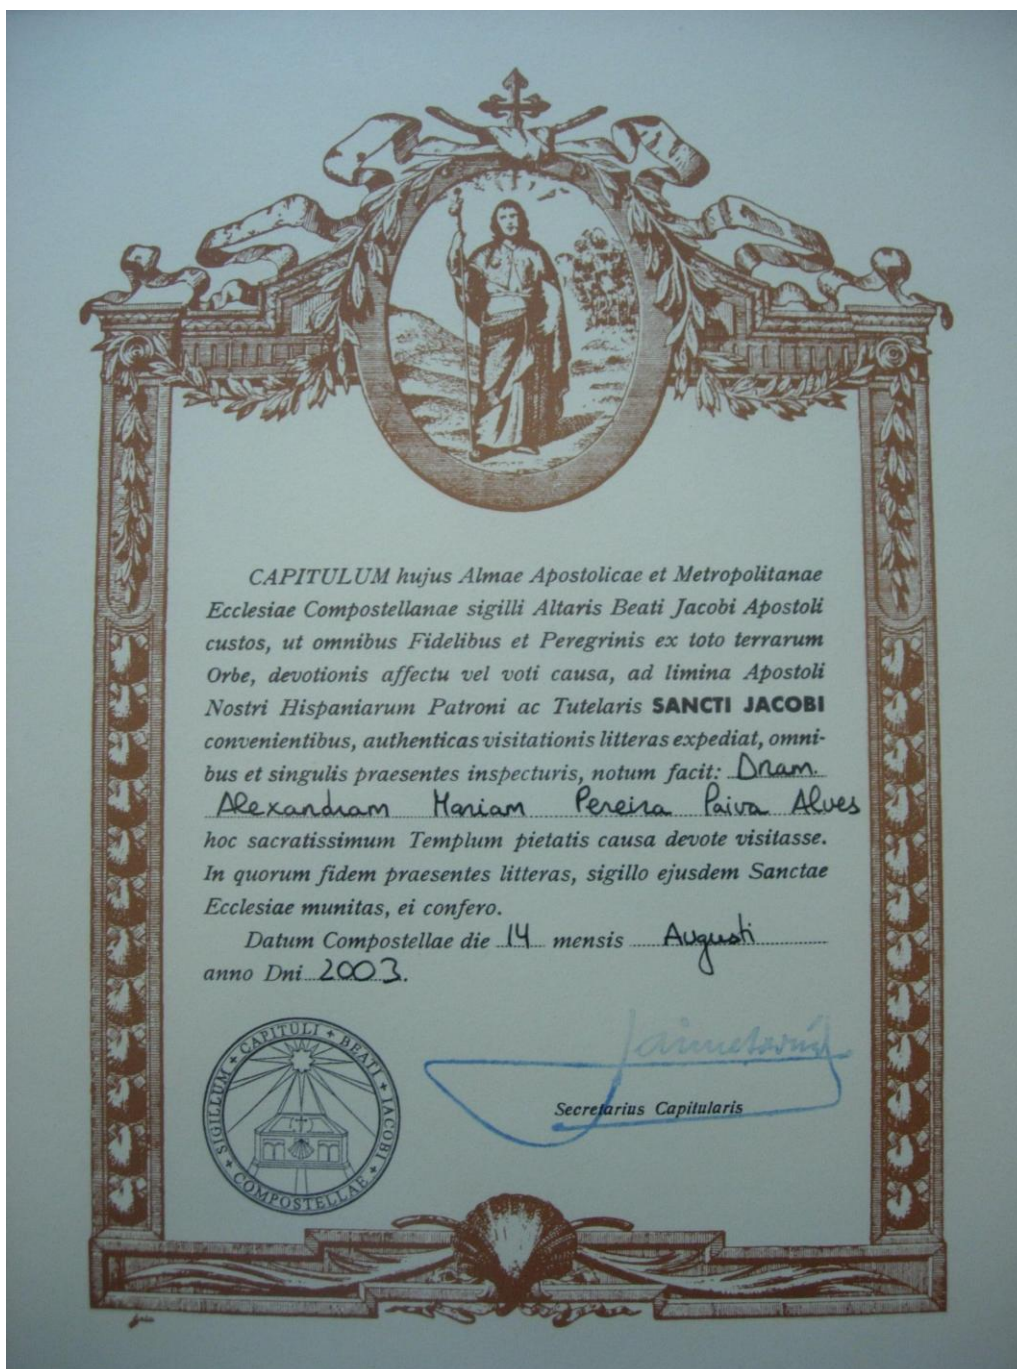 CAPITULUM hujus Almae Apostolicae et Metropolitanae
Ecclesiae Compostellanae sigilli Altaris Beati Jacobi Apostoli
custos, ut omnibus Fidelibus et Peregrinis ex toto terrarum
Orbe, devotionis affectu vel voti causa, ad limina Apostoli
Nostri Hispaniarum Patroni ac Tutelaris SANCTI JACOBI
convenientibus, authenticas visitationis litteras expediat, omni-
bus et singulis praesentes inspecturis, notum facit: Dnam.
Alexandram Mariam Pereira Paiva Alves
hoc sacratissimum Templum pietatis causa devote visitasse.
In quorum fidem praesentes litteras, sigillo ejusdem Sanctae
Ecclesiae munitas, ei confero.
Datum Compostellae die 14 mensis Augusti
anno Dni 2003.
SIGILLUM + CAPITULI + BEATI + IACOBI + COMPOSTELLAE +
Secretarius Capitularis